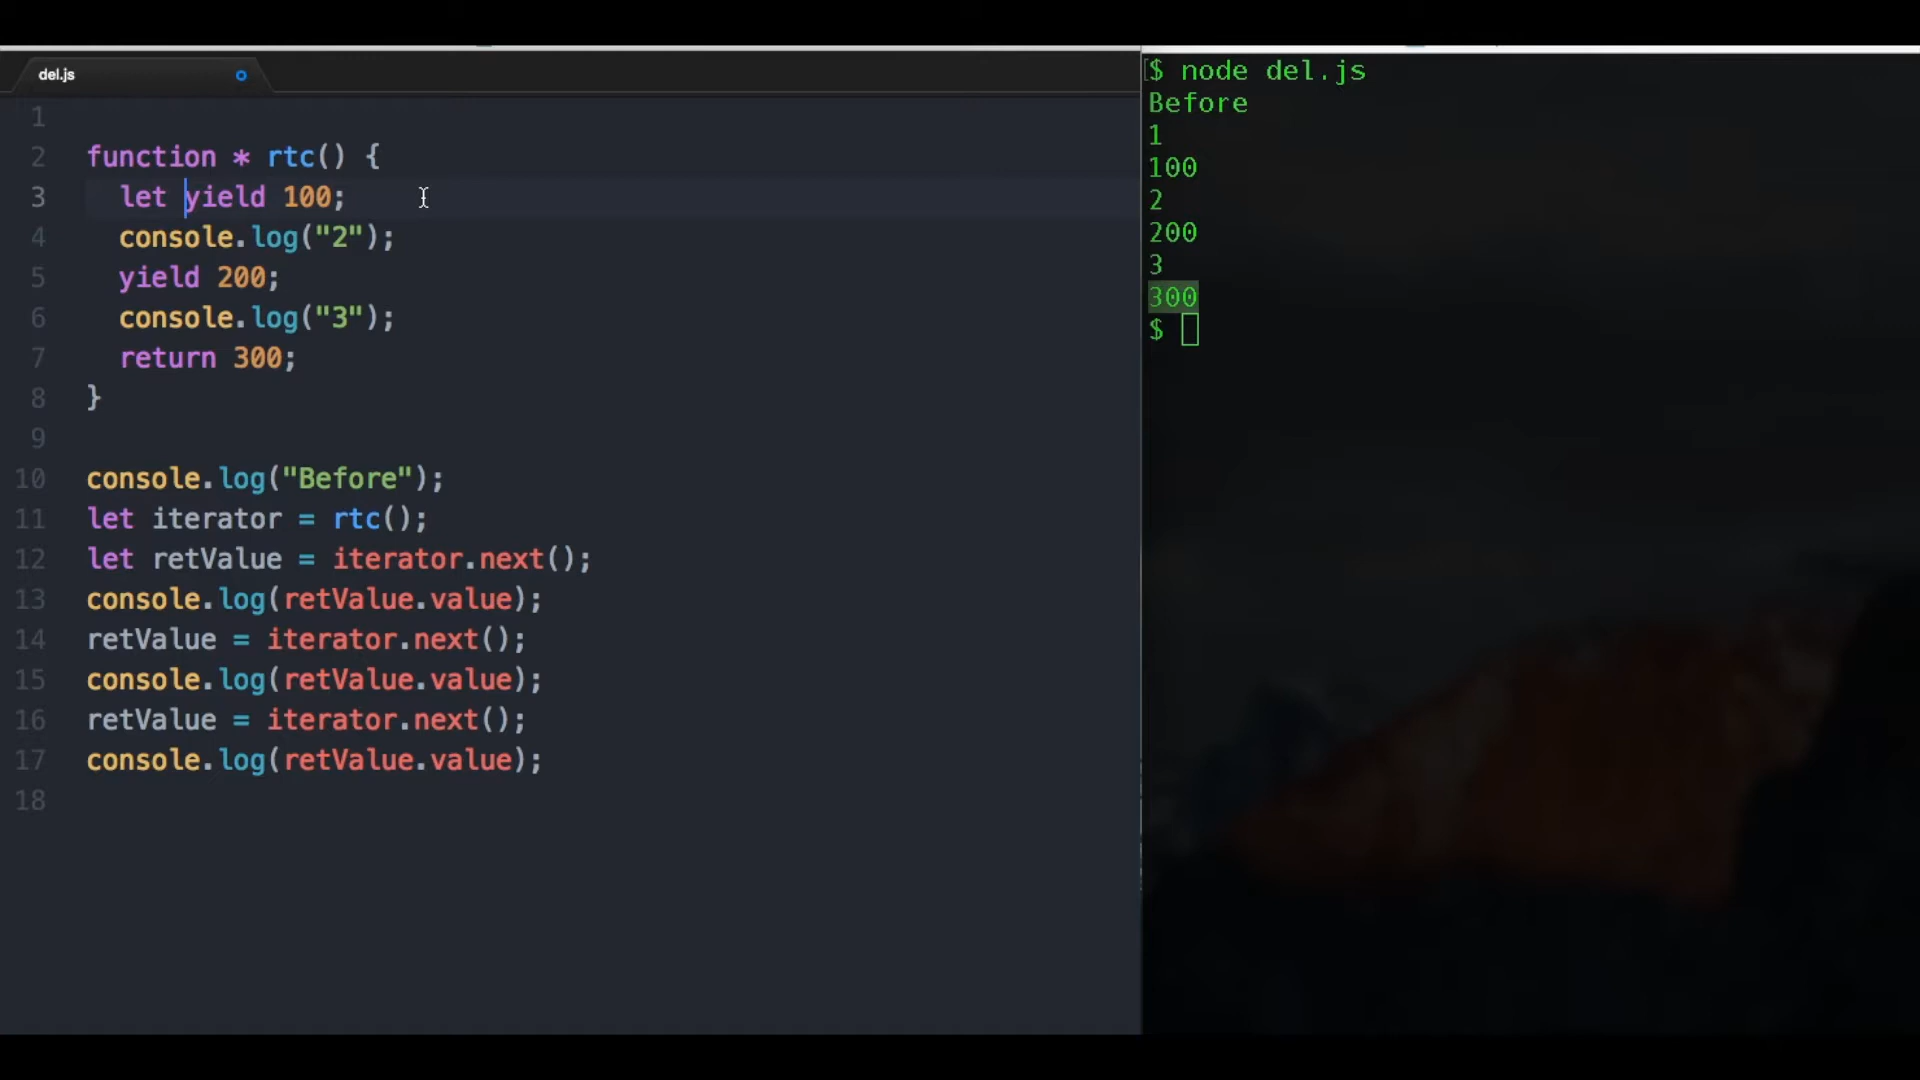 del.js
1
2 function * rtc() {
3 let yield 100;
4 console.log("2");
5 yield 200;
6 console.log("3");
7 return 300;
8 }
9
10 console.log("Before");
11 let iterator = rtc();
12 let retValue = iterator.next();
13 console.log(retValue.value);
14 retValue = iterator.next();
15 console.log(retValue.value);
16 retValue = iterator.next();
17 console.log(retValue.value);
18
[$ node del.js
Before
1
100
2
200
3
300
$